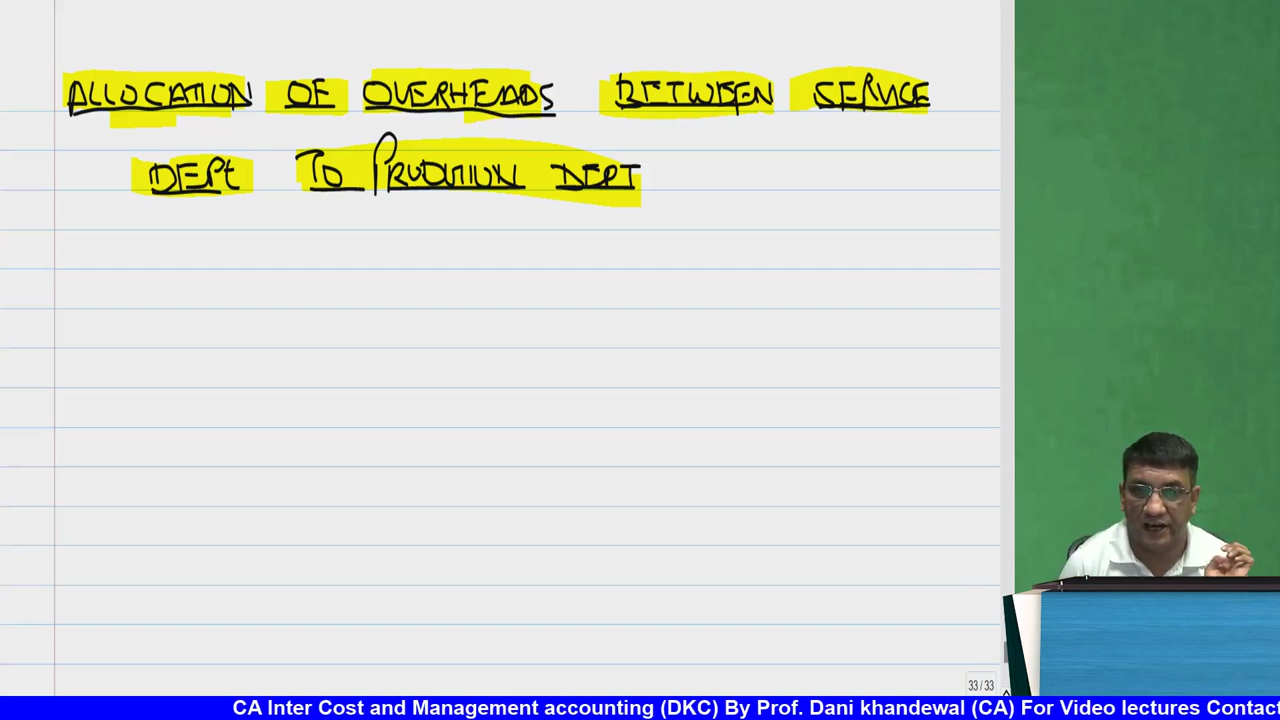 ALLOCATION OF OVERHEADS BETWEEN SERVICE
DEPt TO PRODUCTION DEPT
33/33
CA Inter Cost and Management accounting (DKC) By Prof. Dani khandewal (CA) For Video lectures Contact